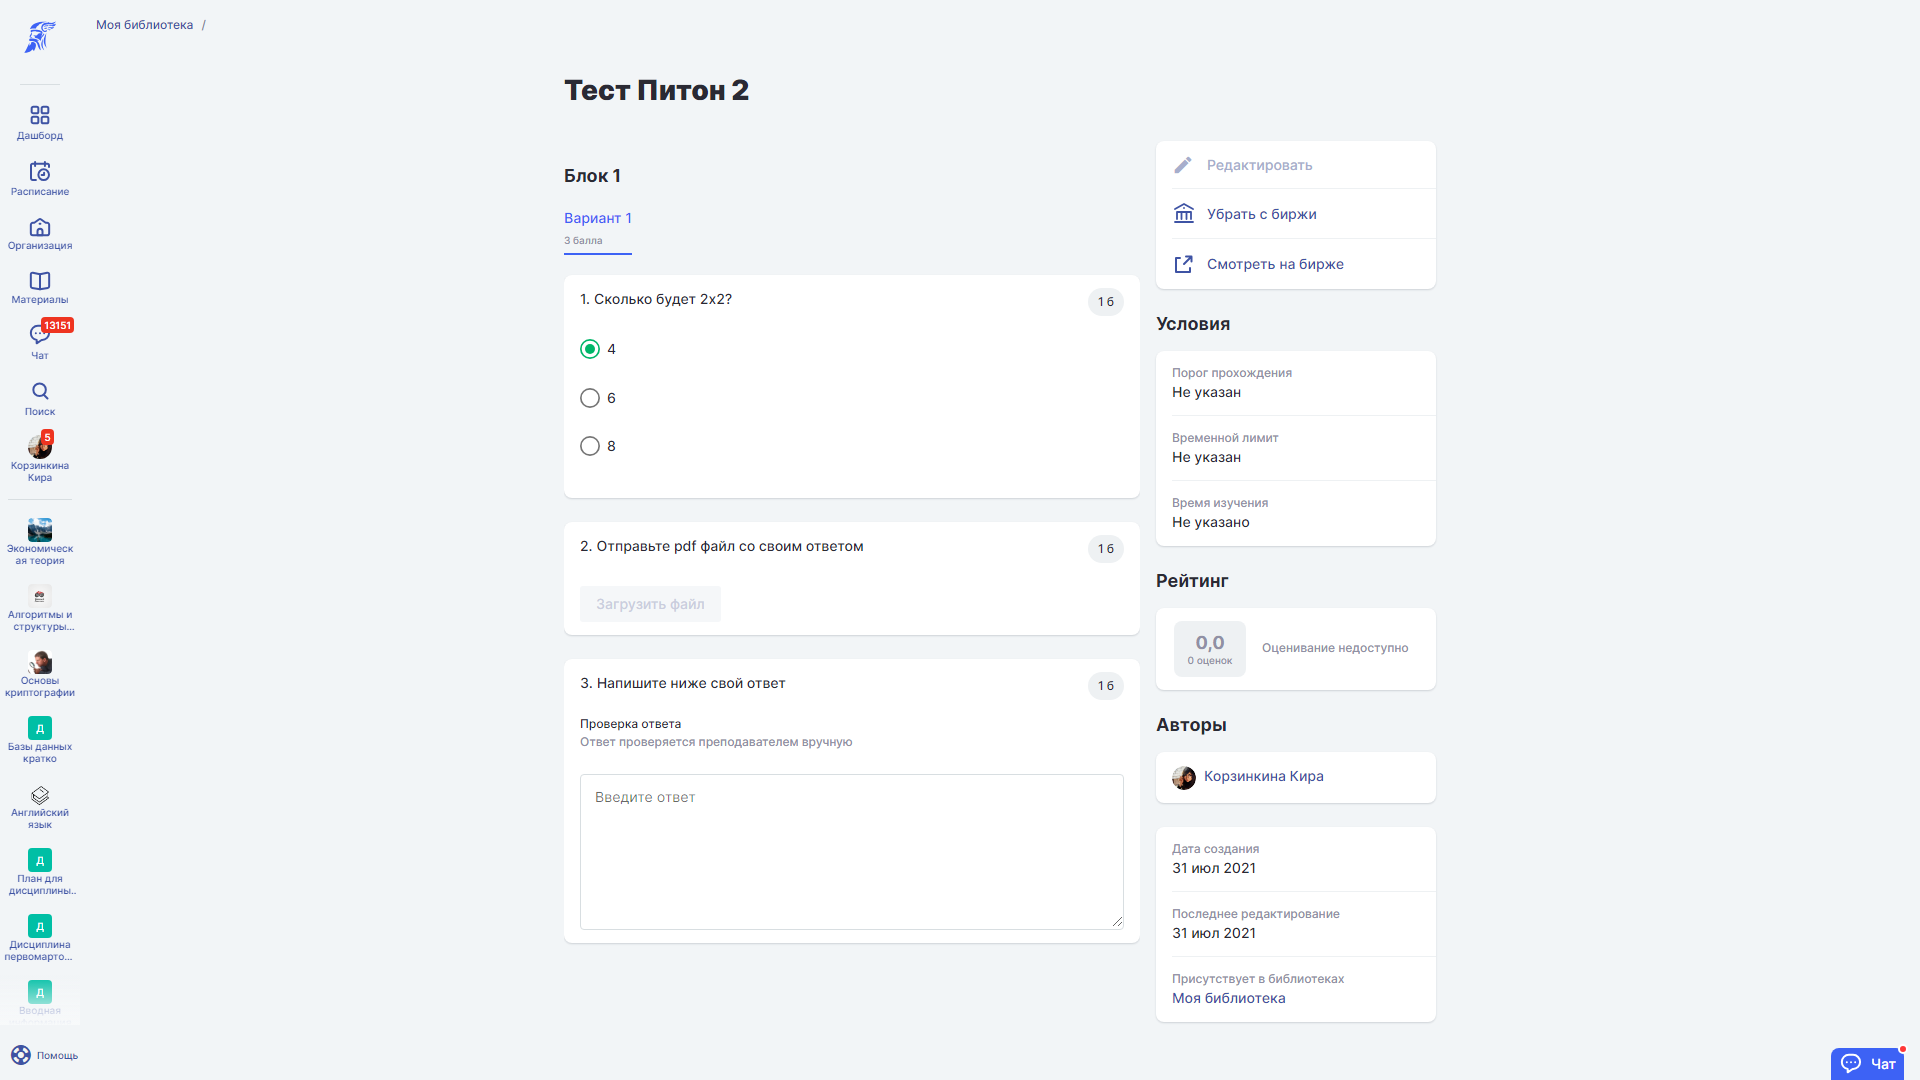 Моя библиотека /
Дашборд
Расписание
Организация
Материалы
13151
Чат
Поиск
5
Корзинкина
Кира
Экономическ
ая теория
Алгоритмы и
структуры...
Основы
криптографии
Д
Базы данных
кратко
Английский
язык
Д
План для
дисциплины..
Д
Дисциплина
первомарто...
Д
Вводная
Помощь
Тест Питон 2
Блок 1
Вариант 1
3 балла
1. Сколько будет 2x2?
1 б
4
6
8
2. Отправьте pdf файл со своим ответом
1 б
Загрузить файл
3. Напишите ниже свой ответ
1 б
Проверка ответа
Ответ проверяется преподавателем вручную
Введите ответ
Редактировать
Убрать с биржи
Смотреть на бирже
Условия
Порог прохождения
Не указан
Временной лимит
Не указан
Время изучения
Не указано
Рейтинг
0,0
0 оценок
Оценивание недоступно
Авторы
Корзинкина Кира
Дата создания
31 июл 2021
Последнее редактирование
31 июл 2021
Присутствует в библиотеках
Моя библиотека
Чат